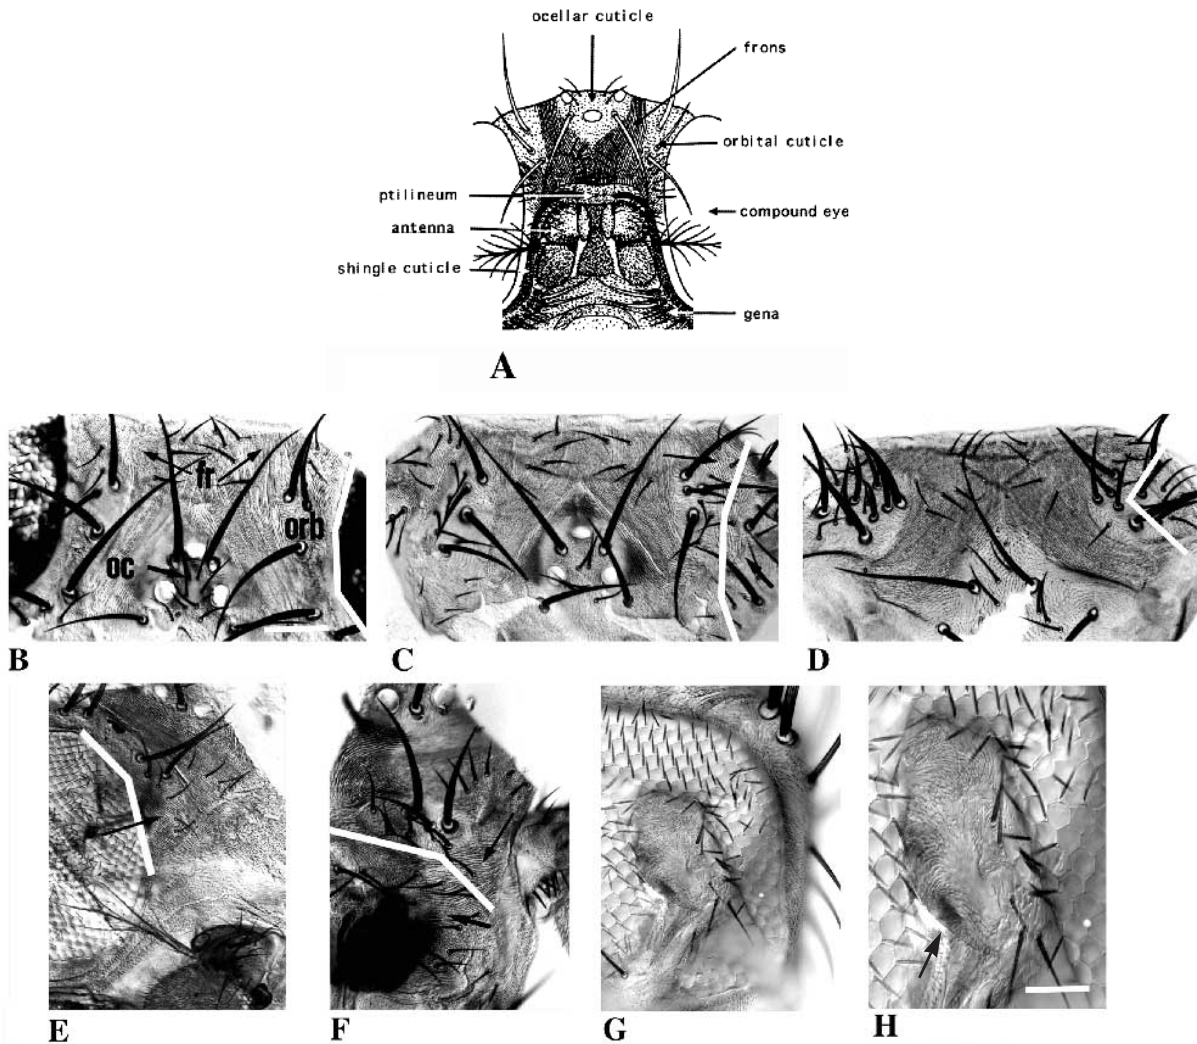 ocellar cuticle
frons
orbital cuticle
ptilineum
compound eye
antenna
shingle cuticle
gena
A
fr
orb
oc
B
C
D
E
F
G
H